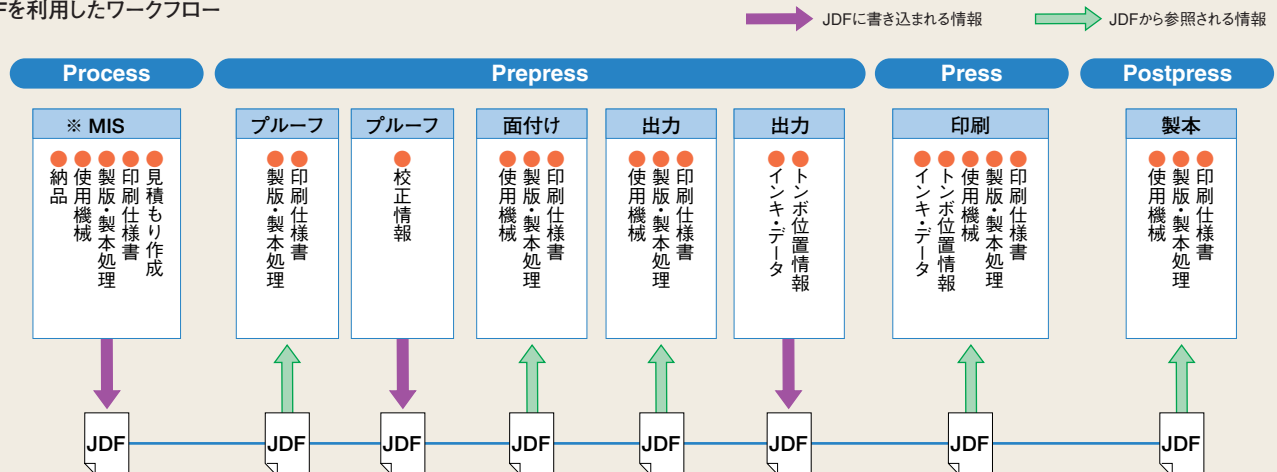 Fを利用したワークフロー
JDFに書き込まれる情報
JDFから参照される情報
Process
Prepress
Press
Postpress
※ MIS
見積もり作成
印刷仕様書
製版・製本処理
使用機械
納品
プルーフ
印刷仕様書
製版・製本処理
プルーフ
校正情報
面付け
印刷仕様書
製版・製本処理
使用機械
出力
印刷仕様書
製版・製本処理
使用機械
出力
トンボ位置情報
インキ・データ
印刷
印刷仕様書
製版・製本処理
使用機械
トンボ位置情報
インキ・データ
製本
印刷仕様書
製版・製本処理
使用機械
JDF
JDF
JDF
JDF
JDF
JDF
JDF
JDF